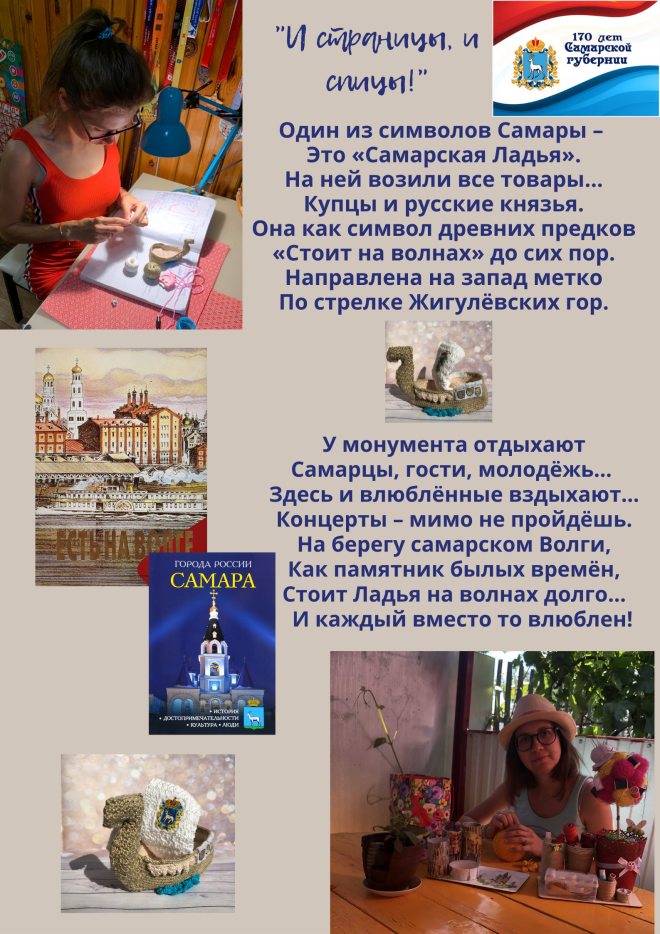 "И страницы, и
спицы!"
170 лет
Самарской
губернии
Один из символов Самары –
Это «Самарская Ладья».
На ней возили все товары...
Купцы и русские князья.
Она как символ древних предков
«Стоит на волнах» до сих пор.
Направлена на запад метко
По стрелке Жигулёвских гор.
У монумента отдыхают
Самарцы, гости, молодёжь...
Здесь и влюблённые вздыхают...
Концерты – мимо не пройдёшь.
На берегу самарском Волги,
Как памятник былых времён,
Стоит Ладья на волнах долго...
И каждый вместо то влюблен!
ЕСТЬ НА ВОЛГЕ
ГОРОДА РОССИИ
САМАРА
• ИСТОРИЯ
• ДОСТОПРИМЕЧАТЕЛЬНОСТИ
• КУЛЬТУРА • ЛЮДИ